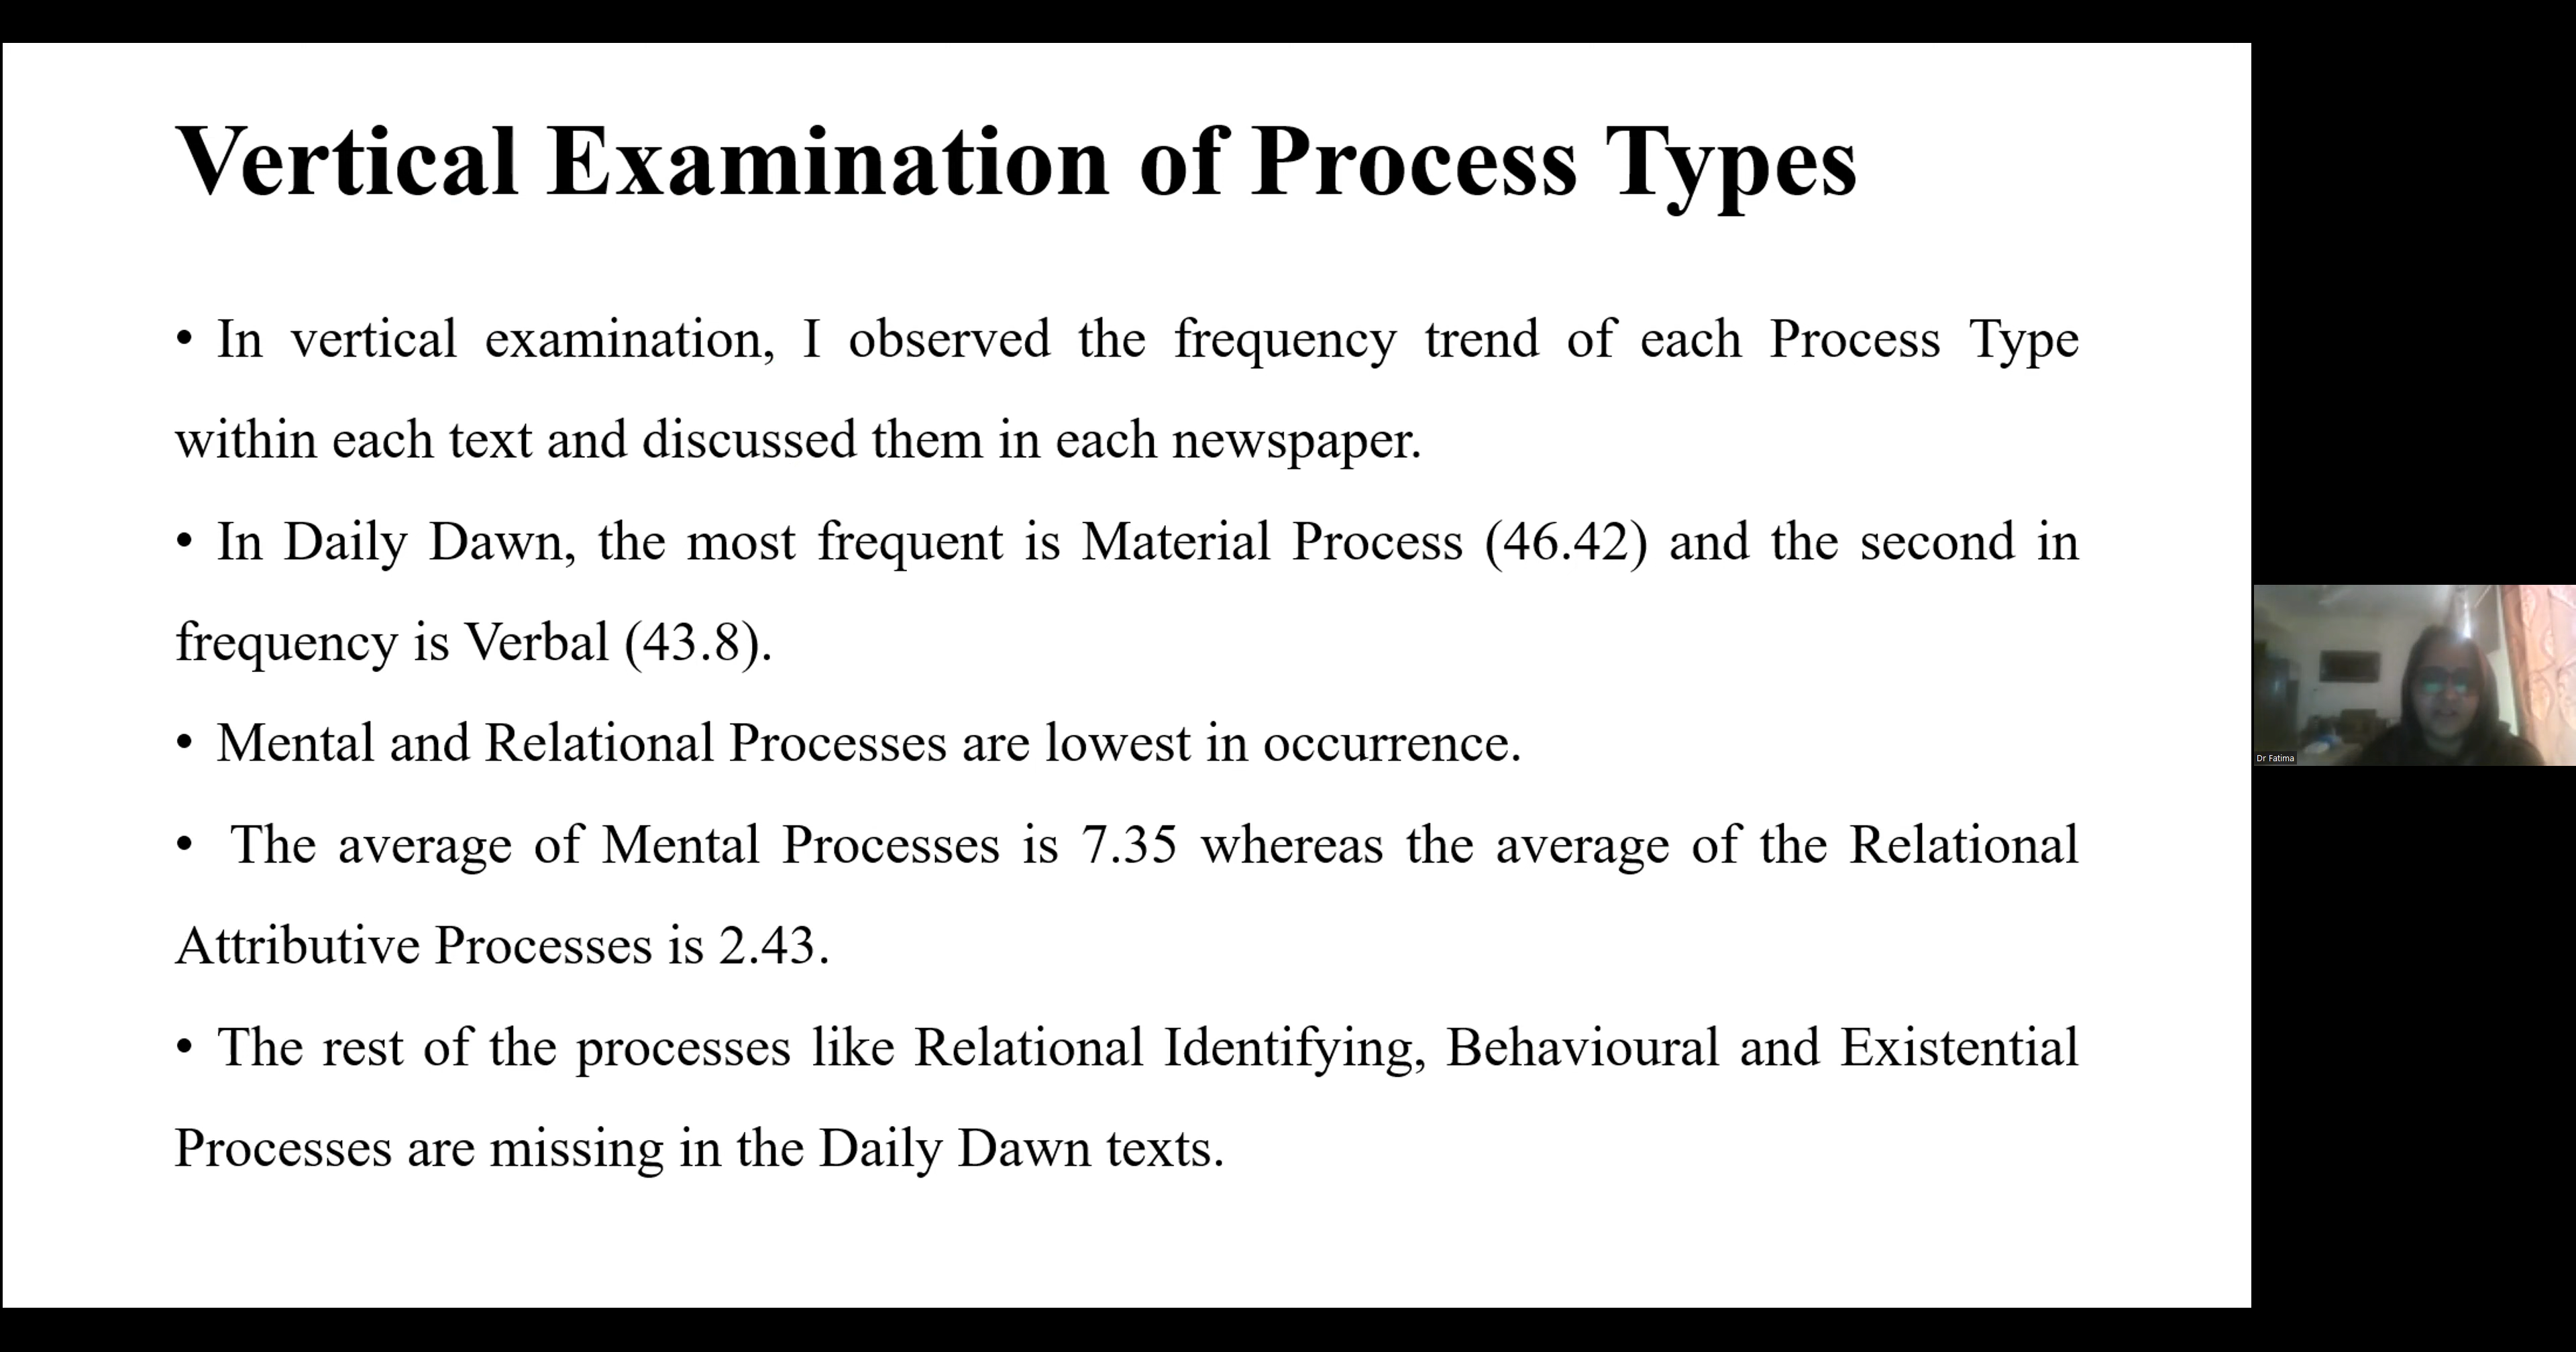 Vertical Examination of Process Types
• In vertical examination, I observed the frequency trend of each Process Type
within each text and discussed them in each newspaper.
• In Daily Dawn, the most frequent is Material Process (46.42) and the second in
frequency is Verbal (43.8).
• Mental and Relational Processes are lowest in occurrence.
• The average of Mental Processes is 7.35 whereas the average of the Relational
Attributive Processes is 2.43.
• The rest of the processes like Relational Identifying, Behavioural and Existential
Processes are missing in the Daily Dawn texts.
Dr Fatima